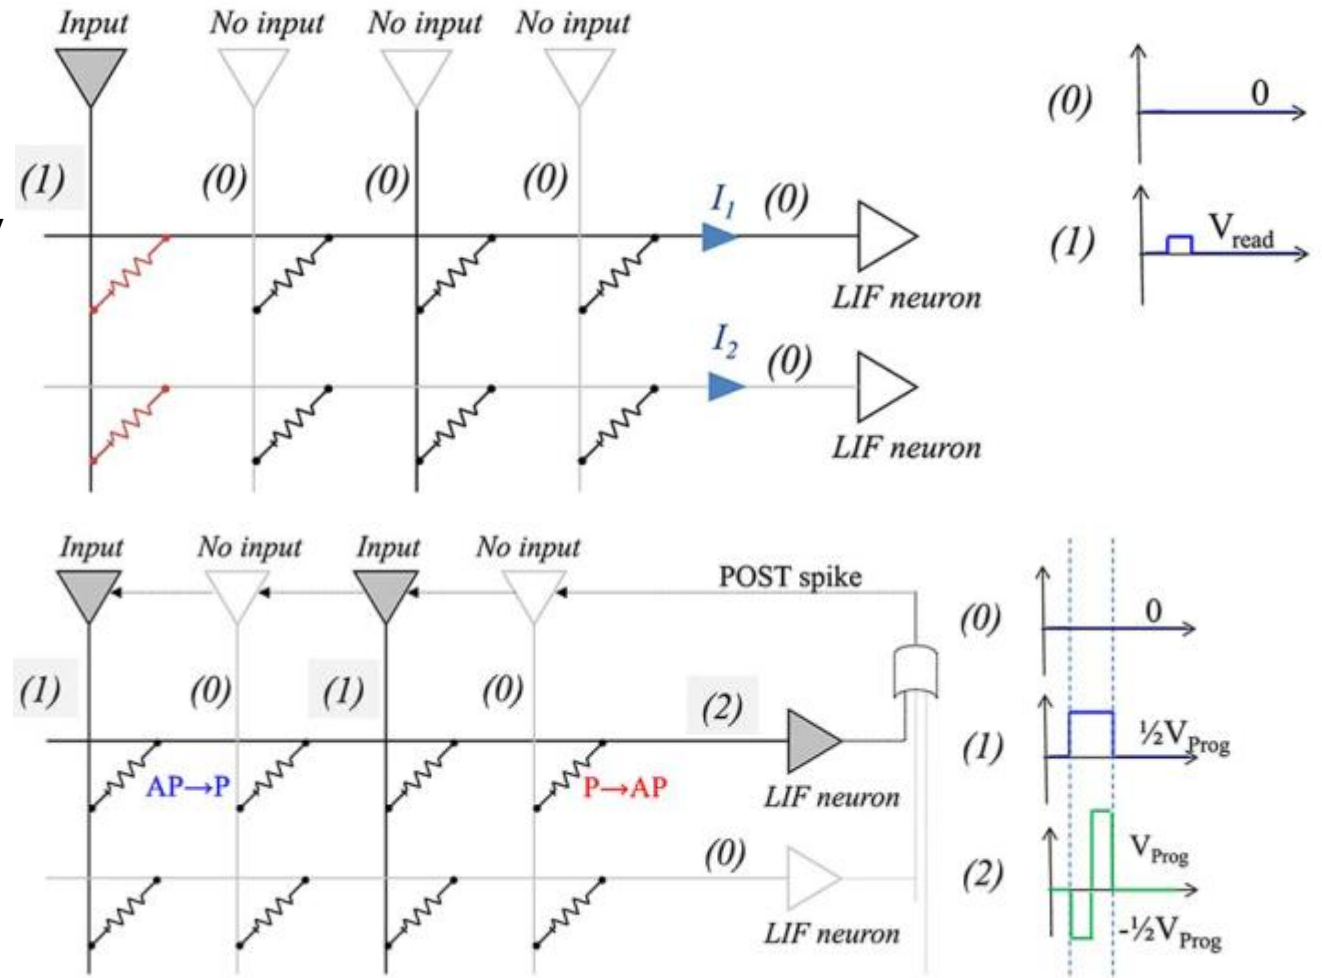 Input No input No input No input
(0) 0
(1) (0) (0) (0) I1 (0)
(1) Vread
LIF neuron
I2 (0)
LIF neuron
Input No input Input No input
POST spike
(0) 0
(1) (0) (1) (0) (2)
(1) ½VProg
AP→P P→AP
LIF neuron
(0)
(2) VProg
-½VProg
LIF neuron